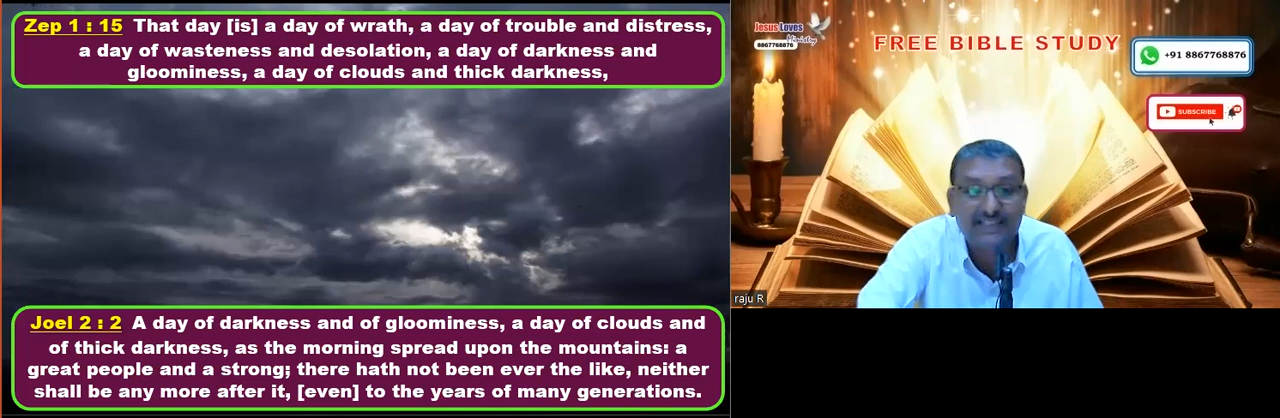 Zep 1 : 15 That day [is] a day of wrath, a day of trouble and distress,
a day of wasteness and desolation, a day of darkness and
gloominess, a day of clouds and thick darkness,
Joel 2 : 2 A day of darkness and of gloominess, a day of clouds and
of thick darkness, as the morning spread upon the mountains: a
great people and a strong; there hath not been ever the like, neither
shall be any more after it, [even] to the years of many generations.
Jesus Loves
Ministry
8867768876
FREE BIBLE STUDY
+91 8867768876
SUBSCRIBE
raju R